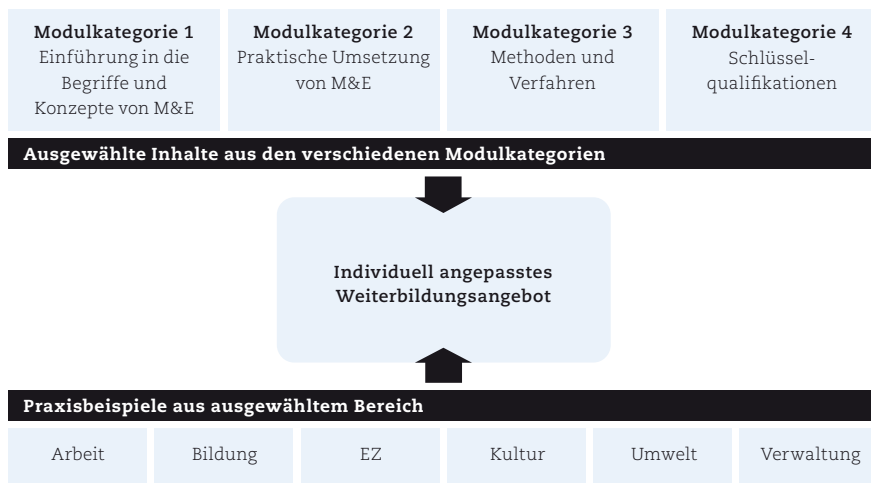 Modulkategorie 1
Einführung in die
Begriffe und
Konzepte von M&E
Modulkategorie 2
Praktische Umsetzung
von M&E
Modulkategorie 3
Methoden und
Verfahren
Modulkategorie 4
Schlüssel-
qualifikationen
Ausgewählte Inhalte aus den verschiedenen Modulkategorien
Individuell angepasstes
Weiterbildungsangebot
Praxisbeispiele aus ausgewähltem Bereich
Arbeit
Bildung
EZ
Kultur
Umwelt
Verwaltung